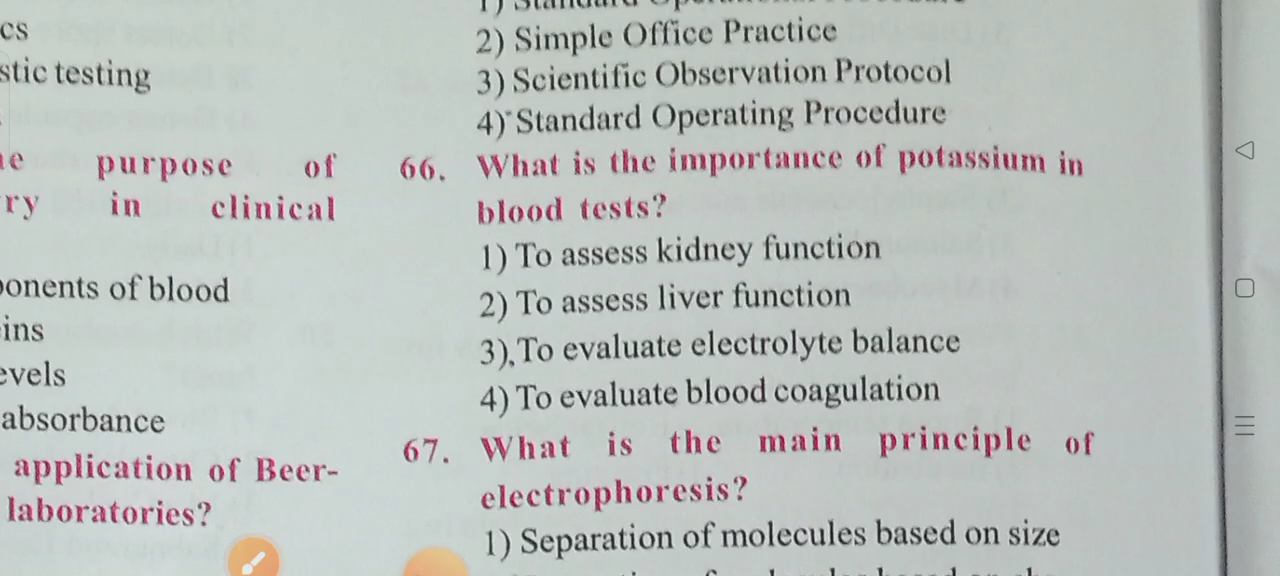 cs
stic testing
purpose of
ry in clinical
onents of blood
ins
evels
absorbance
application of Beer-
laboratories?
2) Simple Office Practice
3) Scientific Observation Protocol
4) Standard Operating Procedure
66. What is the importance of potassium in
blood tests?
1) To assess kidney function
2) To assess liver function
3) To evaluate electrolyte balance
4) To evaluate blood coagulation
67. What is the main principle of
electrophoresis?
1) Separation of molecules based on size